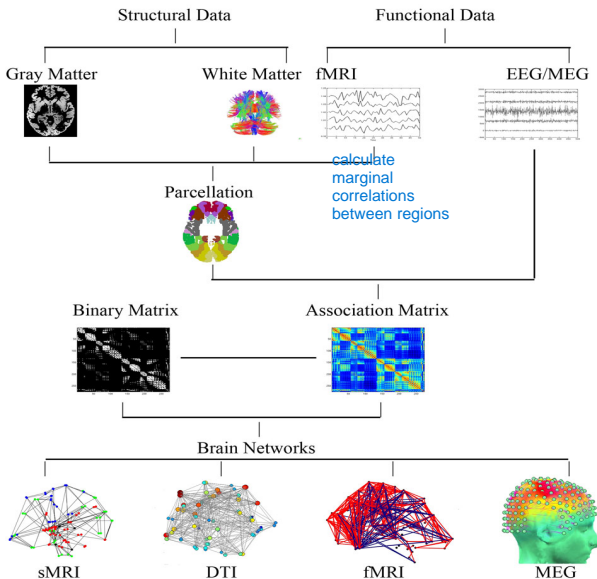 Structural Data
Functional Data
Gray Matter
White Matter
fMRI
EEG/MEG
calculate
marginal
correlations
between regions
Parcellation
Binary Matrix
Association Matrix
Brain Networks
sMRI
DTI
fMRI
MEG